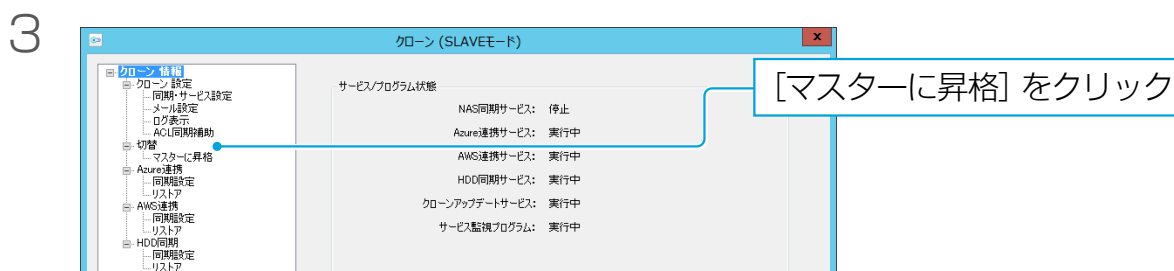 3
クローン (SLAVEモード)
x
クローン 情報
クローン 設定
同期・サービス設定
メール設定
ログ表示
ACL同期補助
切替
マスターに昇格
Azure連携
同期設定
リストア
AWS連携
同期設定
リストア
HDD同期
同期設定
リストア
サービス/プログラム状態
NAS同期サービス: 停止
Azure連携サービス: 実行中
AWS連携サービス: 実行中
HDD同期サービス: 実行中
クローンアップデートサービス: 実行中
サービス監視プログラム: 実行中
[マスターに昇格] をクリック